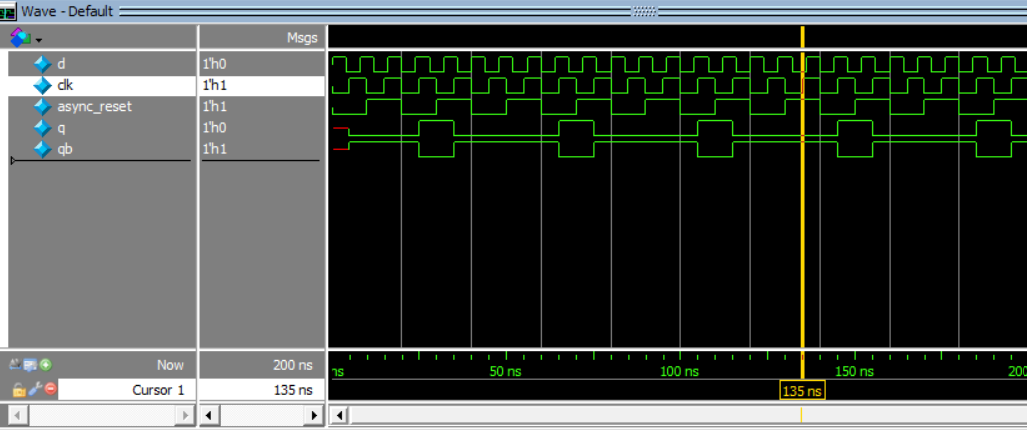 Wave - Default
Msgs
d 1'h0
clk 1'h1
async_reset 1'h1
q 1'h0
qb 1'h1
Now 200 ns
ns 50 ns 100 ns 150 ns 200
Cursor 1 135 ns
135 ns